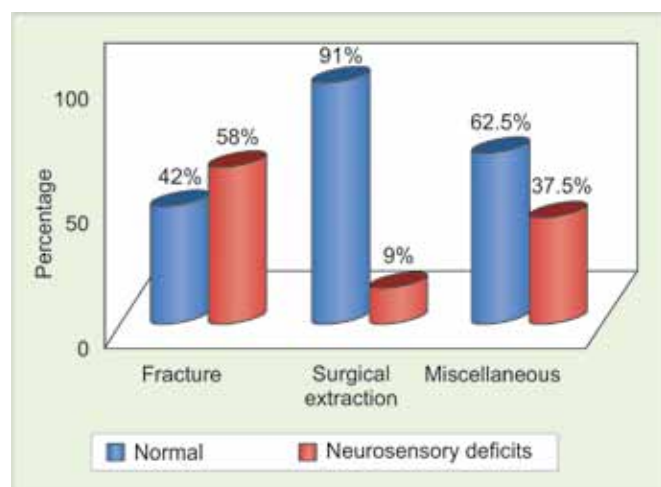 Percentage
100
50
0
42%
58%
91%
9%
62.5%
37.5%
Fracture
Surgical
extraction
Miscellaneous
Normal
Neurosensory deficits